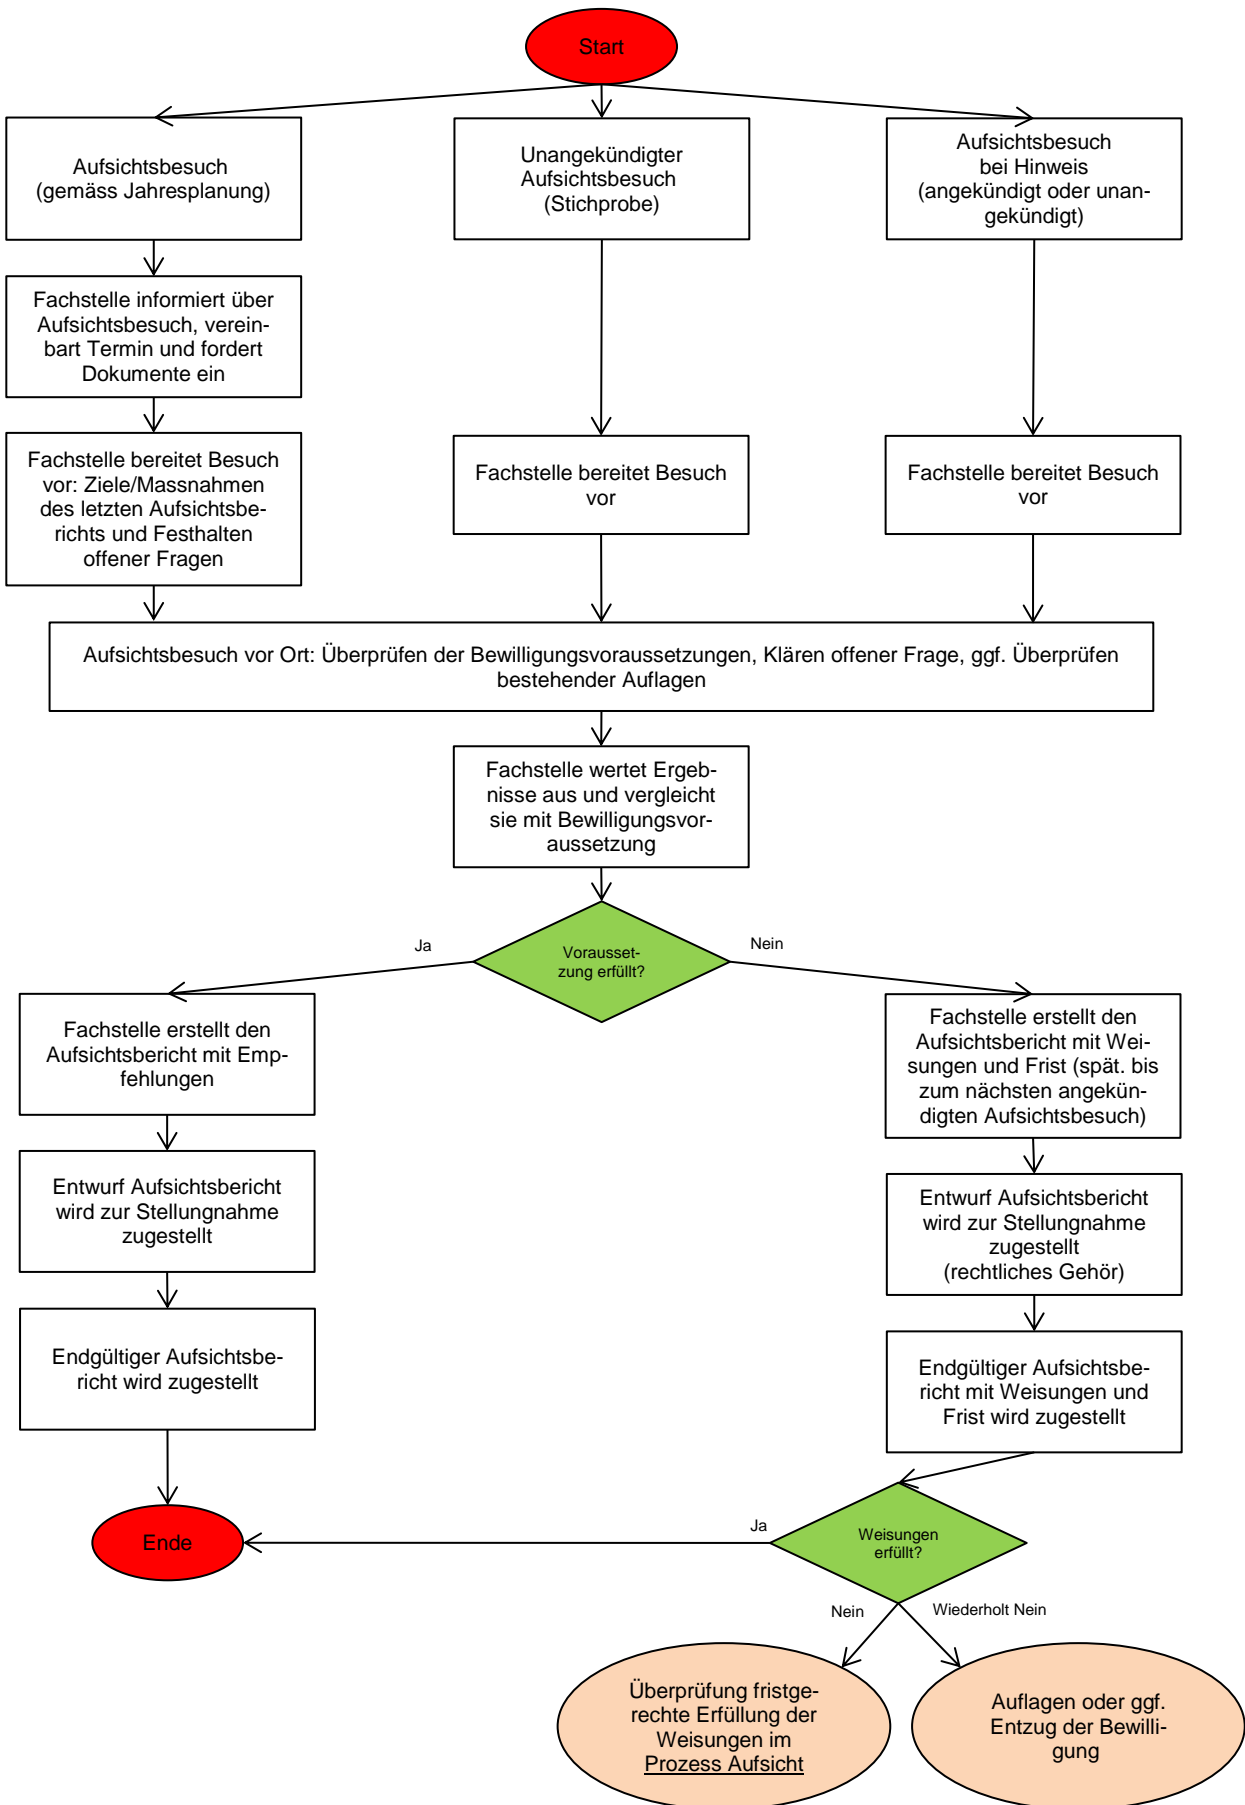 Start
Aufsichtsbesuch
(gemäss Jahresplanung)
Unangekündigter
Aufsichtsbesuch
(Stichprobe)
Aufsichtsbesuch
bei Hinweis
(angekündigt oder unan-
gekündigt)
Fachstelle informiert über
Aufsichtsbesuch, verein-
bart Termin und fordert
Dokumente ein
Fachstelle bereitet Besuch
vor: Ziele/Massnahmen
des letzten Aufsichtsbe-
richts und Festhalten
offener Fragen
Fachstelle bereitet Besuch
vor
Fachstelle bereitet Besuch
vor
Aufsichtsbesuch vor Ort: Überprüfen der Bewilligungsvoraussetzungen, Klären offener Frage, ggf. Überprüfen
bestehender Auflagen
Fachstelle wertet Ergeb-
nisse aus und vergleicht
sie mit Bewilligungsvor-
aussetzung
Ja
Vorausset-
zung erfüllt?
Nein
Fachstelle erstellt den
Aufsichtsbericht mit Emp-
fehlungen
Fachstelle erstellt den
Aufsichtsbericht mit Wei-
sungen und Frist (spät. bis
zum nächsten angekün-
digten Aufsichtsbesuch)
Entwurf Aufsichtsbericht
wird zur Stellungnahme
zugestellt
Entwurf Aufsichtsbericht
wird zur Stellungnahme
zugestellt
(rechtliches Gehör)
Endgültiger Aufsichtsbe-
richt wird zugestellt
Endgültiger Aufsichtsbe-
richt mit Weisungen und
Frist wird zugestellt
Ende
Ja
Weisungen
erfüllt?
Nein
Wiederholt Nein
Überprüfung fristge-
rechte Erfüllung der
Weisungen im
Prozess Aufsicht
Auflagen oder ggf.
Entzug der Bewilli-
gung